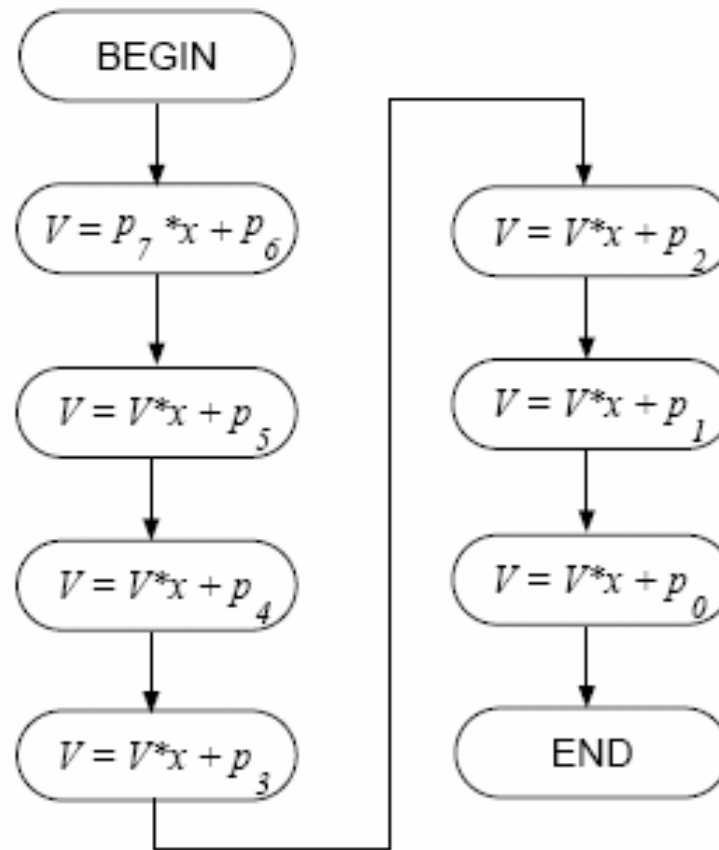 BEGIN
V = p₇ *x + p₆
V = V*x + p₅
V = V*x + p₄
V = V*x + p₃
V = V*x + p₂
V = V*x + p₁
V = V*x + p₀
END